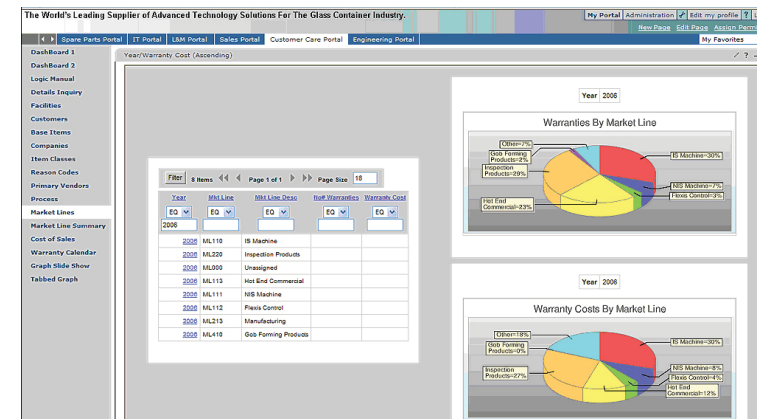 The World's Leading Supplier of Advanced Technology Solutions For The Glass Container Industry.
My Portal Administration Edit my profile ?
New Page Edit Page Assign Permi
Spare Parts Portal IT Portal L&M Portal Sales Portal Customer Care Portal Engineering Portal My Favorites
DashBoard 1
DashBoard 2
Logic Manual
Details Inquiry
Facilities
Customers
Base Items
Companies
Item Classes
Reason Codes
Primary Vendors
Process
Market Lines
Market Line Summary
Cost of Sales
Warranty Calendar
Graph Slide Show
Tabbed Graph
Year/Warranty Cost (Ascending)
Filter 8 Items Page 1 of 1 Page Size 18
Year Mkt Line Mkt Line Desc No# Warranties Warranty Cost
EQ EQ EQ EQ EQ
2006
2006 ML110 IS Machine
2006 ML220 Inspection Products
2006 ML000 Unassigned
2006 ML113 Hot End Commercial
2006 ML111 NIS Machine
2006 ML112 Flexis Control
2006 ML213 Manufacturing
2006 ML410 Gob Forming Products
Year 2006
Warranties By Market Line
Other=7%
Gob Forming
Products=2%
Inspection
Products=29%
Hot End
Commercial=23%
IS Machine=30%
NIS Machine=7%
Flexis Control=3%
Year 2006
Warranty Costs By Market Line
Other=18%
Gob Forming
Products=0%
Inspection
Products=27%
IS Machine=30%
NIS Machine=8%
Flexis Control=4%
Hot End
Commercial=12%